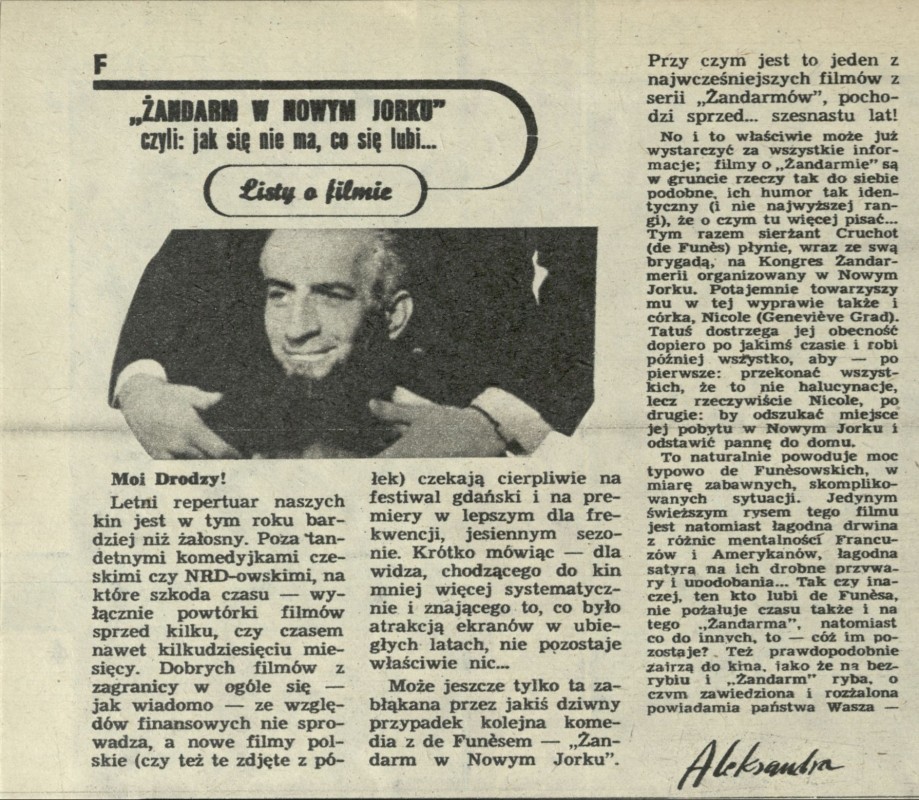 F
„ŻANDARM W NOWYM JORKU”
czyli: jak się nie ma, co się lubi...
Listy o filmie
Moi Drodzy!
Letni repertuar naszych
kin jest w tym roku bar-
dziej niż żałosny. Poza tan-
detnymi komedyjkami cze-
skimi czy NRD-owskimi, na
które szkoda czasu — wy-
łącznie powtórki filmów
sprzed kilku, czy czasem
nawet kilkudziesięciu mie-
sięcy. Dobrych filmów z
zagranicy w ogóle się —
jak wiadomo — ze wzglę-
dów finansowych nie spro-
wadza, a nowe filmy pol-
skie (czy też te zdjęte z pó-
łek) czekają cierpliwie na
festiwal gdański i na pre-
miery w lepszym dla fre-
kwencji, jesiennym sezo-
nie. Krótko mówiąc — dla
widza, chodzącego do kin
mniej więcej systematycz-
nie i znającego to, co było
atrakcją ekranów w ubie-
głych latach, nie pozostaje
właściwie nic...
Może jeszcze tylko ta za-
błąkana przez jakiś dziwny
przypadek kolejna kome-
dia z de Funèsem — „Żan-
darm w Nowym Jorku”.
Przy czym jest to jeden z
najwcześniejszych filmów z
serii „Żandarmów”, pocho-
dzi sprzed... szesnastu lat!
No i to właściwie może już
wystarczyć za wszystkie infor-
macje; filmy o „Żandarmie” są
w gruncie rzeczy tak do siebie
podobne, ich humor tak iden-
tyczny (i nie najwyższej ran-
gi), że o czym tu więcej pisać...
Tym razem sierżant Cruchot
(de Funès) płynie, wraz ze swą
brygadą, na Kongres Żandar-
merii organizowany w Nowym
Jorku. Potajemnie towarzyszy
mu w tej wyprawie także i
córka, Nicole (Geneviève Grad).
Tatuś dostrzega jej obecność
dopiero po jakimś czasie i robi
później wszystko, aby — po
pierwsze: przekonać wszyst-
kich, że to nie halucynacje,
lecz rzeczywiście Nicole, po
drugie: by odszukać miejsce
jej pobytu w Nowym Jorku i
odstawić pannę do domu.
To naturalnie powoduje moc
typowo de Funèsowskich, w
miarę zabawnych, skompliko-
wanych sytuacji. Jedynym
świeższym rysem tego filmu
jest natomiast łagodna drwina
z różnic mentalności Francu-
zów i Amerykanów, łagodna
satyra na ich drobne przywa-
ry i upodobania... Tak czy ina-
czej, ten kto lubi de Funèsa,
nie pożałuje czasu także i na
tego „Żandarma”, natomiast
co do innych, to — cóż im po-
zostaje? Też prawdopodobnie
zajrzą do kina, jako że na bez-
rybiu i „Żandarm” ryba, o
czym zawiedziona i rozżalona
powiadamia państwa Wasza —
Aleksandra